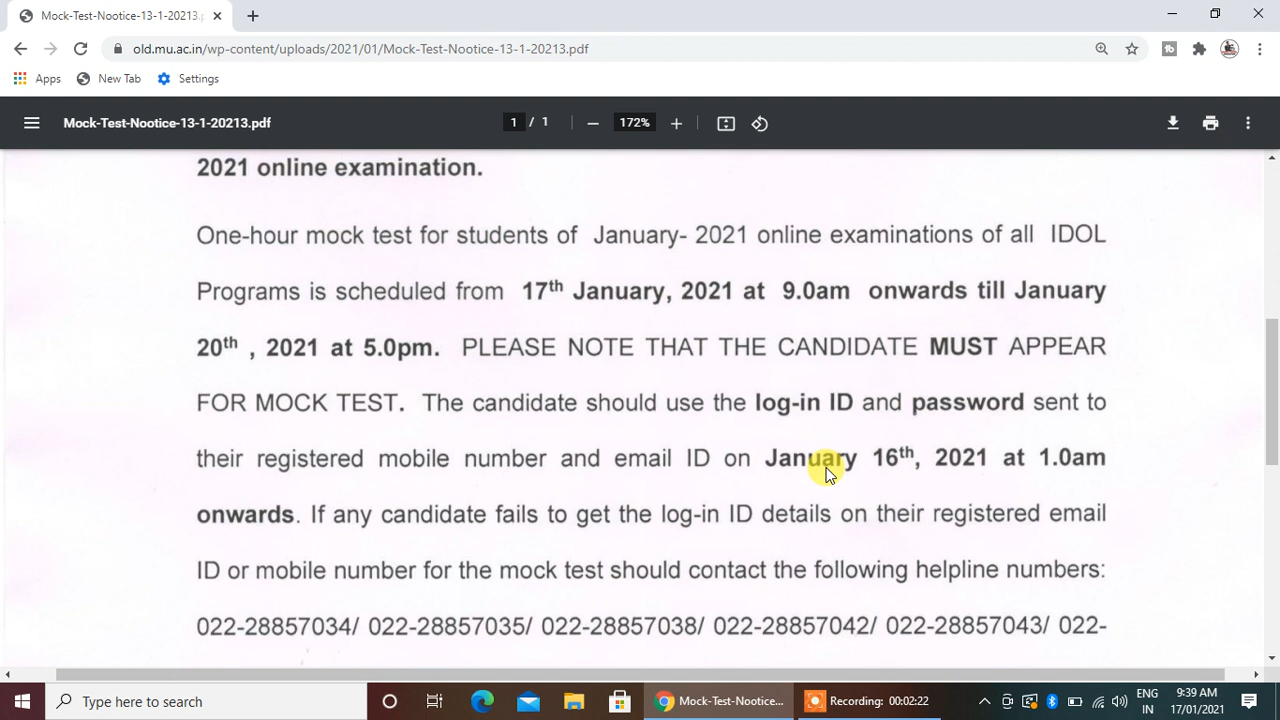 Mock-Test-Nootice-13-1-20213.p
old.mu.ac.in/wp-content/uploads/2021/01/Mock-Test-Nootice-13-1-20213.pdf
Apps New Tab Settings
Mock-Test-Nootice-13-1-20213.pdf 1 / 1 172%
2021 online examination.
One-hour mock test for students of January- 2021 online examinations of all IDOL
Programs is scheduled from 17th January, 2021 at 9.0am onwards till January
20th , 2021 at 5.0pm. PLEASE NOTE THAT THE CANDIDATE MUST APPEAR
FOR MOCK TEST. The candidate should use the log-in ID and password sent to
their registered mobile number and email ID on January 16th, 2021 at 1.0am
onwards. If any candidate fails to get the log-in ID details on their registered email
ID or mobile number for the mock test should contact the following helpline numbers:
022-28857034/ 022-28857035/ 022-28857038/ 022-28857042/ 022-28857043/ 022-
Type here to search Mock-Test-Nootice... Recording: 00:02:22 ENG 9:39 AM
IN 17/01/2021